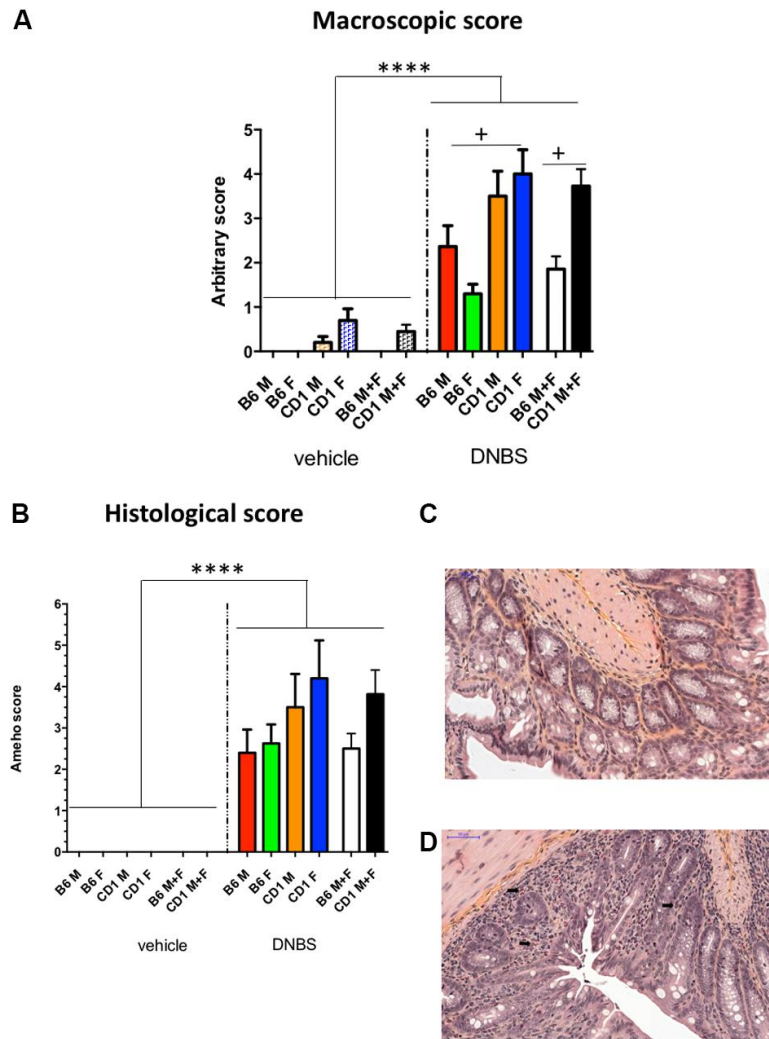 A
Macroscopic score
****
+
+
Arbitrary score
5
4
3
2
1
0
B6 M
B6 F
CD1 M
CD1 F
B6 M+F
CD1 M+F
B6 M
B6 F
CD1 M
CD1 F
B6 M+F
CD1 M+F
vehicle
DNBS
B
Histological score
****
Ameho score
6
5
4
3
2
1
0
B6 M
B6 F
CD1 M
CD1 F
B6 M+F
CD1 M+F
B6 M
B6 F
CD1 M
CD1 F
B6 M+F
CD1 M+F
vehicle
DNBS
C
D